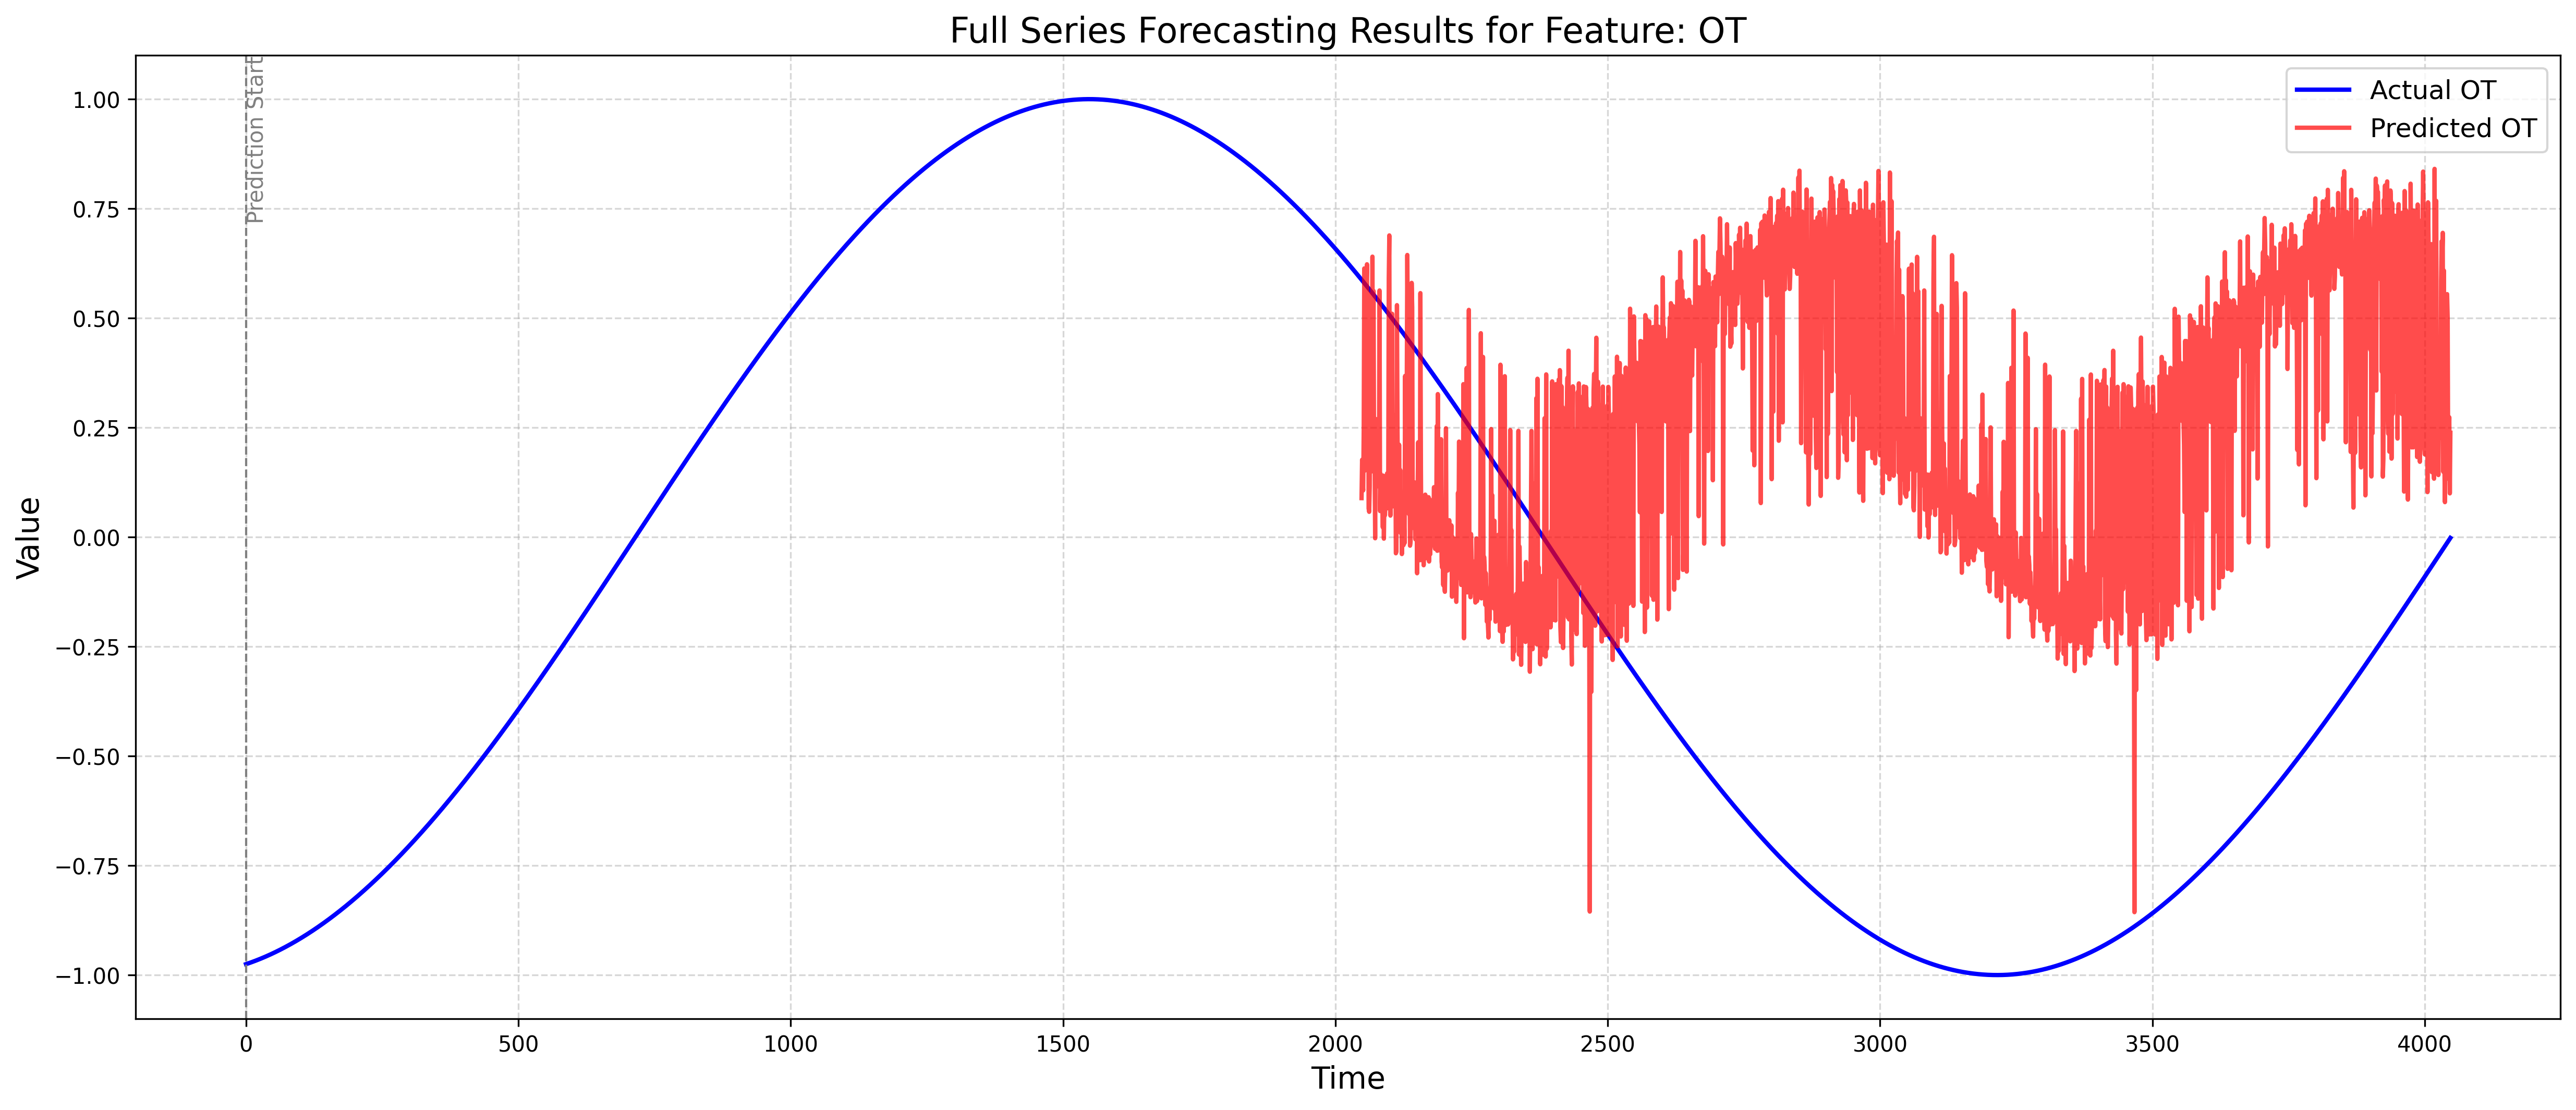 Full Series Forecasting Results for Feature: OT
Prediction Start
Actual OT
Predicted OT
Value
1.00
0.75
0.50
0.25
0.00
−0.25
−0.50
−0.75
−1.00
0 500 1000 1500 2000 2500 3000 3500 4000
Time